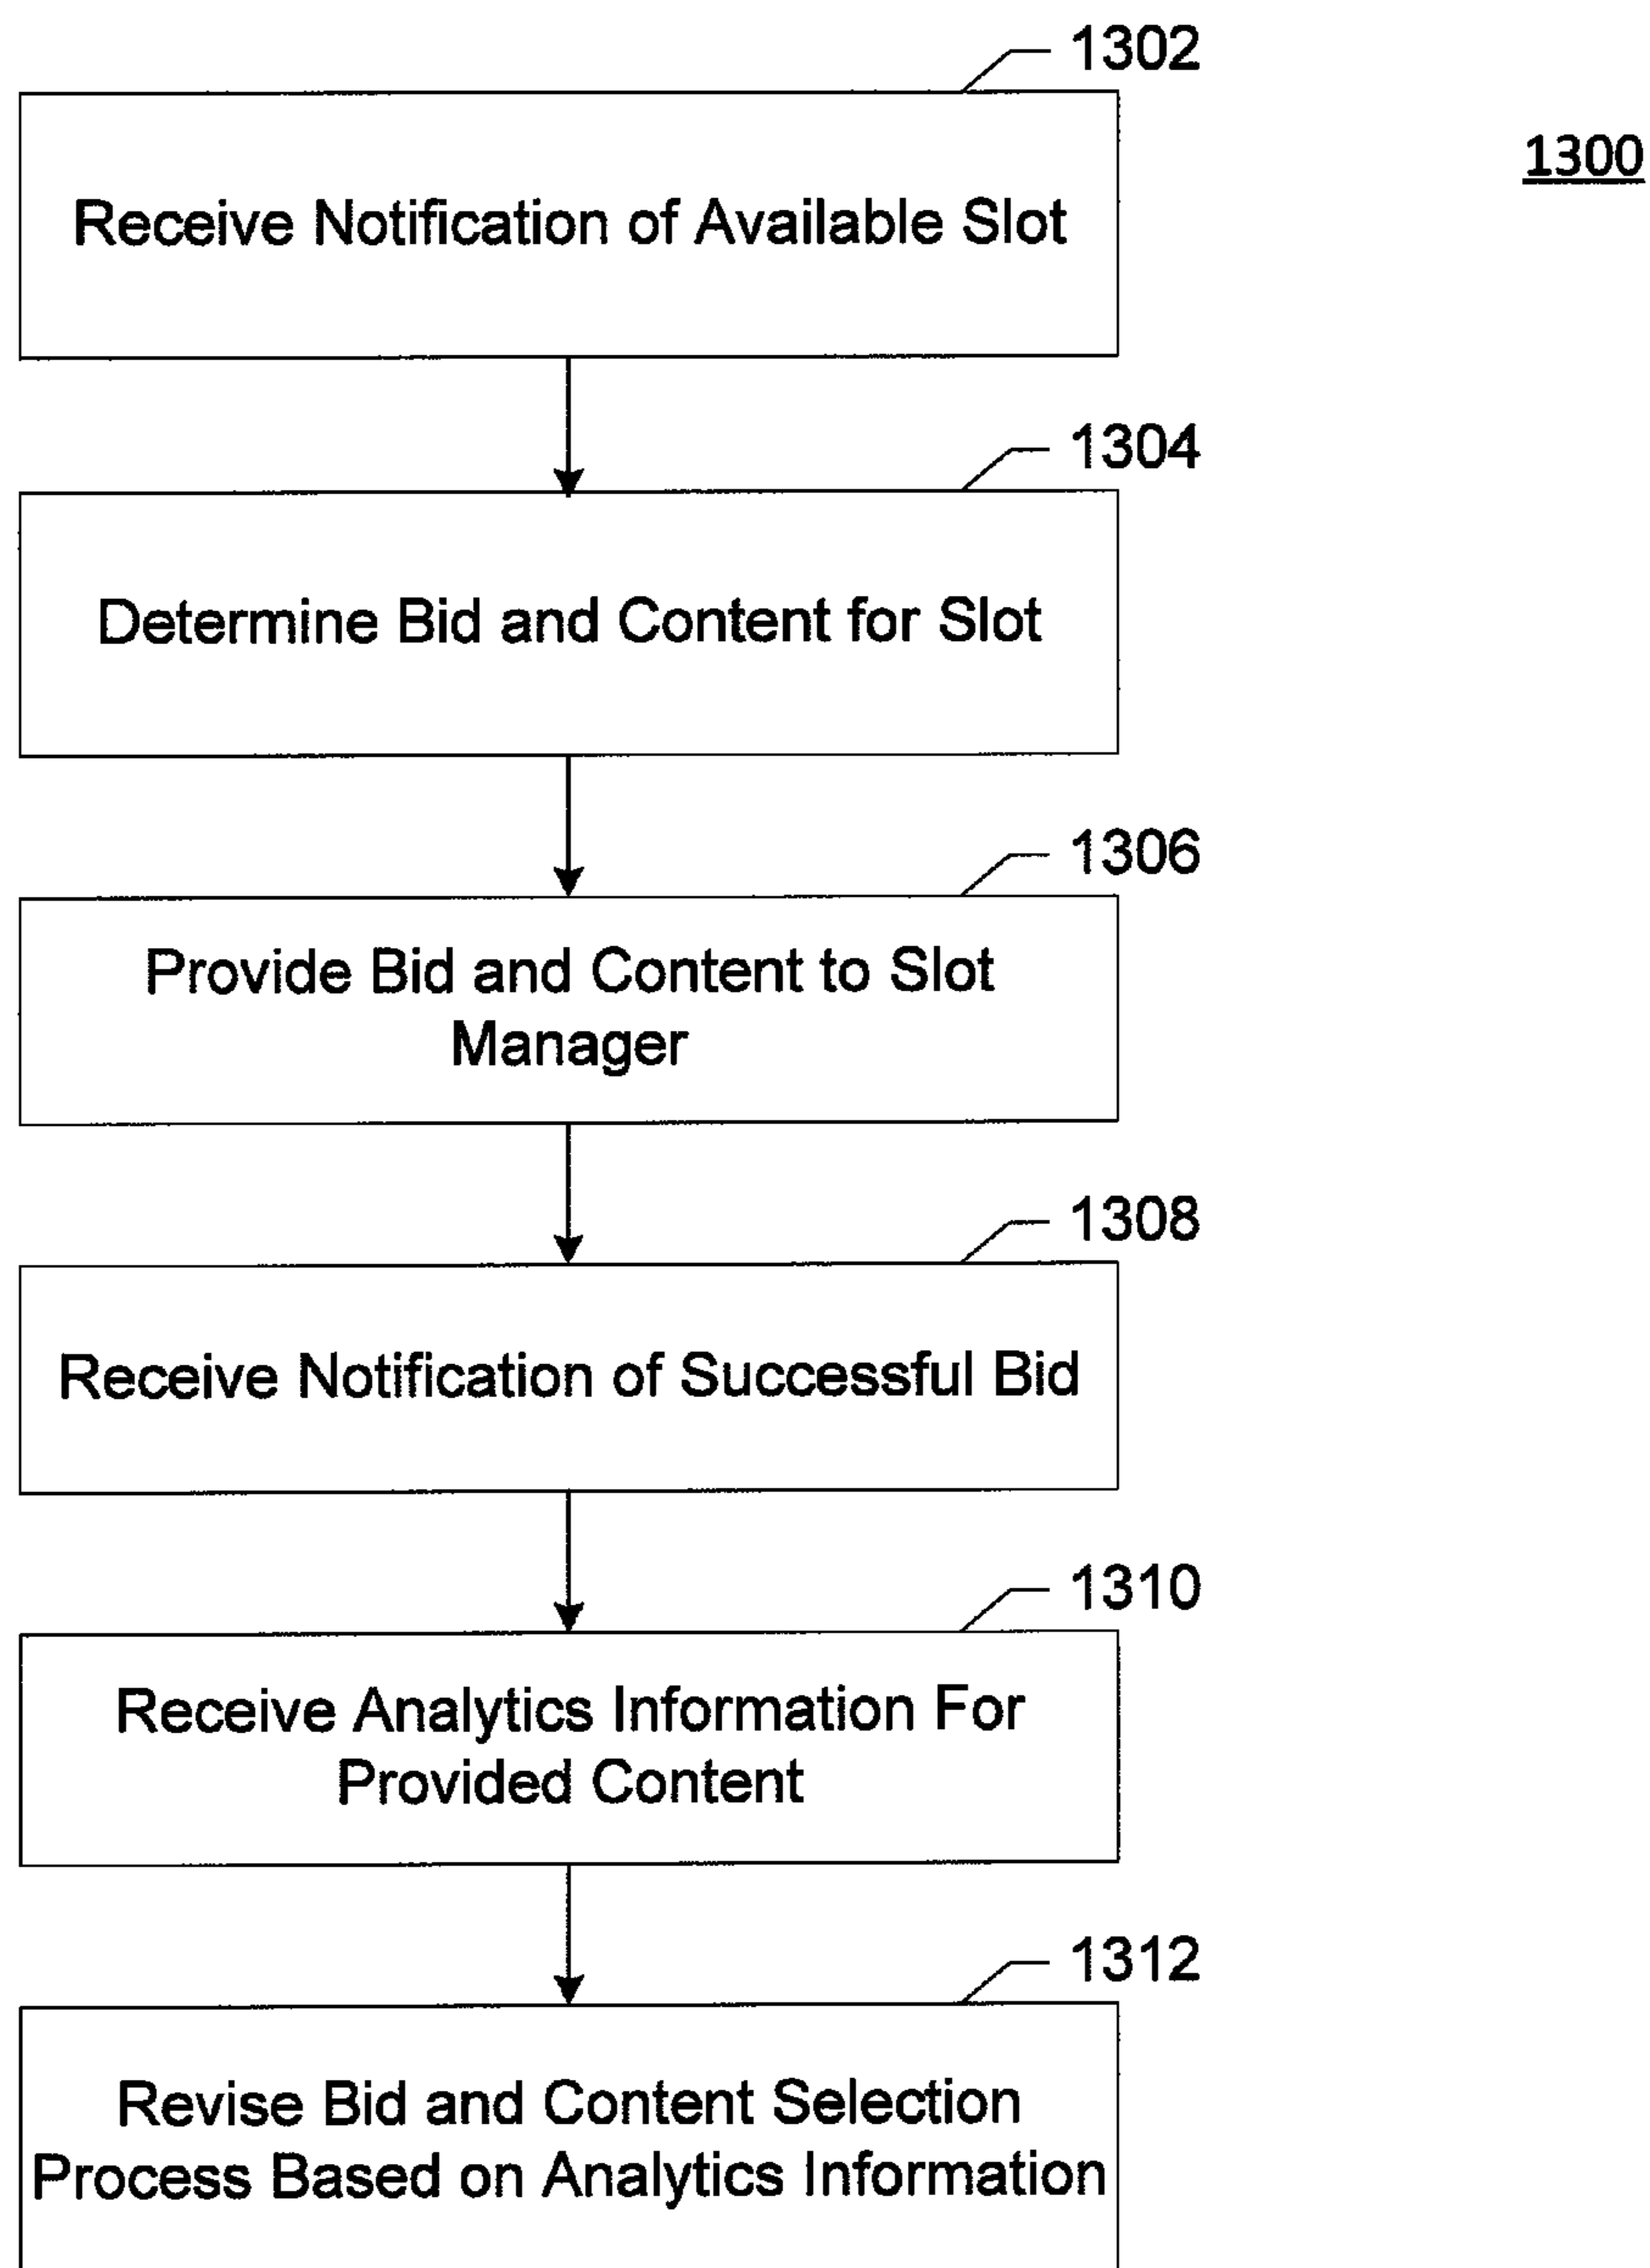 1302
1300
Receive Notification of Available Slot
1304
Determine Bid and Content for Slot
1306
Provide Bid and Content to Slot
Manager
1308
Receive Notification of Successful Bid
1310
Receive Analytics Information For
Provided Content
1312
Revise Bid and Content Selection
Process Based on Analytics Information